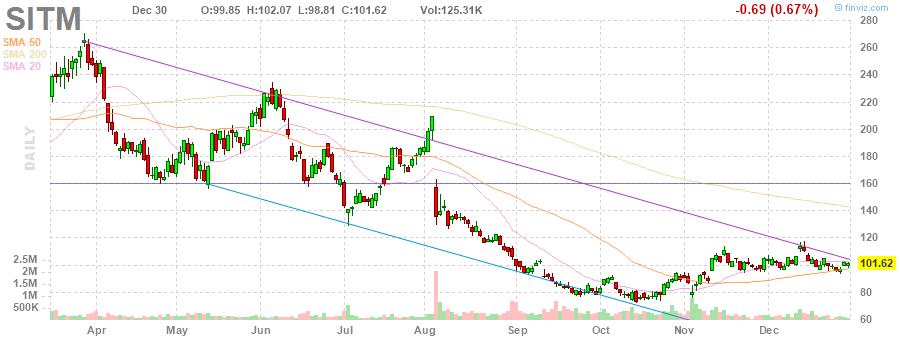 SITM Dec 30 O:99.85 H:102.07 L:98.81 C:101.62 Vol:125.31K -0.69 (0.67%)
© finviz.com
SMA 50
SMA 200
SMA 20
DAILY
280
260
240
220
200
180
160
140
120
101.62
80
60
2.5M
2M
1.5M
1M
500K
Apr May Jun Jul Aug Sep Oct Nov Dec